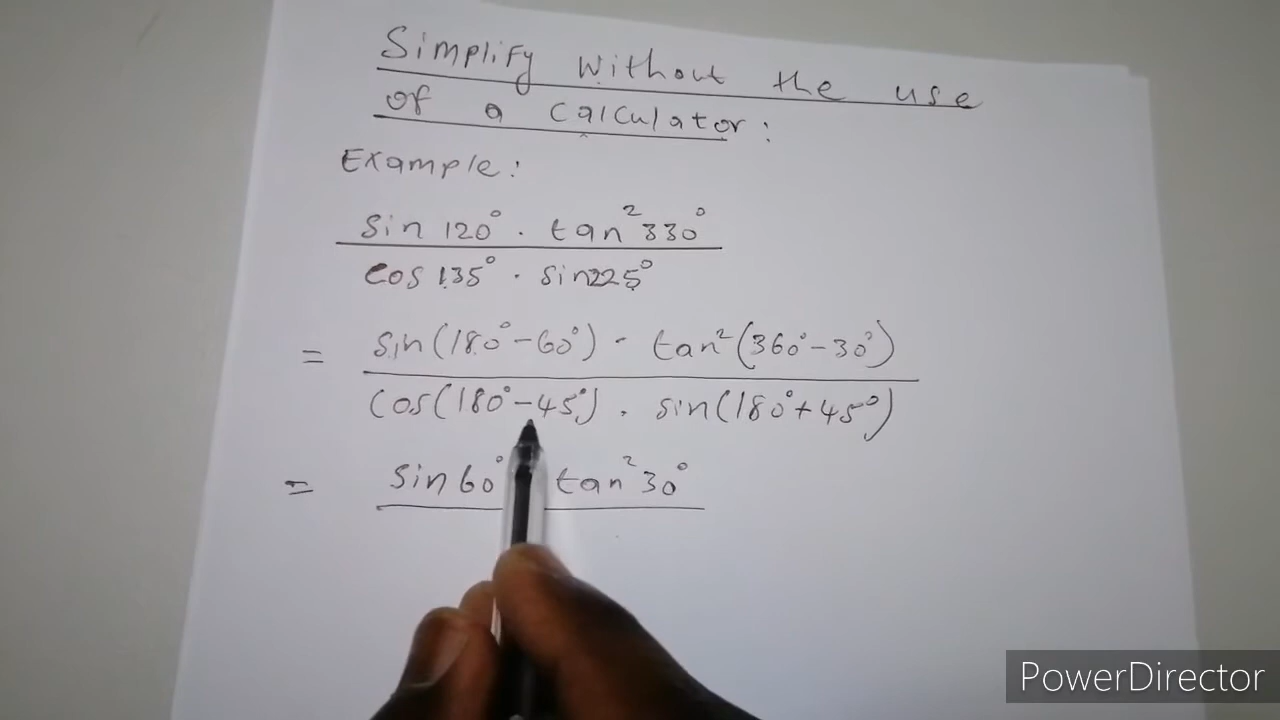 Simplify without the use
of a calculator:
Example:
sin 120° . tan² 330°
cos 135° . sin 225°
= sin(180° - 60°) . tan²(360° - 30°)
cos(180° - 45°) . sin(180° + 45°)
= sin 60° tan² 30°
PowerDirector